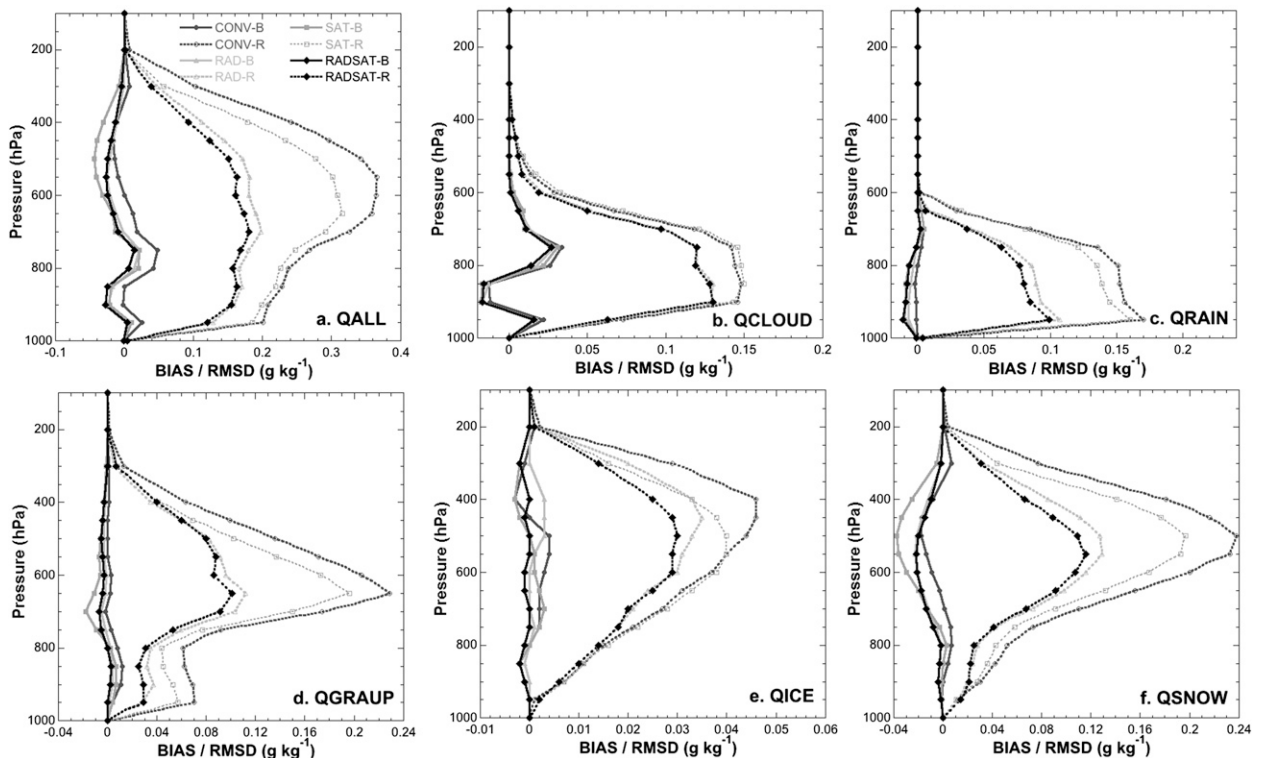 CONV-B SAT-B
CONV-R SAT-R
RAD-B RADSAT-B
RAD-R RADSAT-R
Pressure (hPa)
200
400
600
800
1000
-0.1 0 0.1 0.2 0.3 0.4
BIAS / RMSD (g kg-1)
a. QALL
Pressure (hPa)
200
400
600
800
1000
0 0.05 0.1 0.15 0.2
BIAS / RMSD (g kg-1)
b. QCLOUD
Pressure (hPa)
200
400
600
800
1000
0 0.05 0.1 0.15 0.2
BIAS / RMSD (g kg-1)
c. QRAIN
Pressure (hPa)
200
400
600
800
1000
-0.04 0 0.04 0.08 0.12 0.16 0.20 0.24
BIAS / RMSD (g kg-1)
d. QGRAUP
Pressure (hPa)
200
400
600
800
1000
-0.01 0 0.01 0.02 0.03 0.04 0.05 0.06
BIAS / RMSD (g kg-1)
e. QICE
Pressure (hPa)
200
400
600
800
1000
-0.04 0 0.04 0.08 0.12 0.16 0.20 0.24
BIAS / RMSD (g kg-1)
f. QSNOW